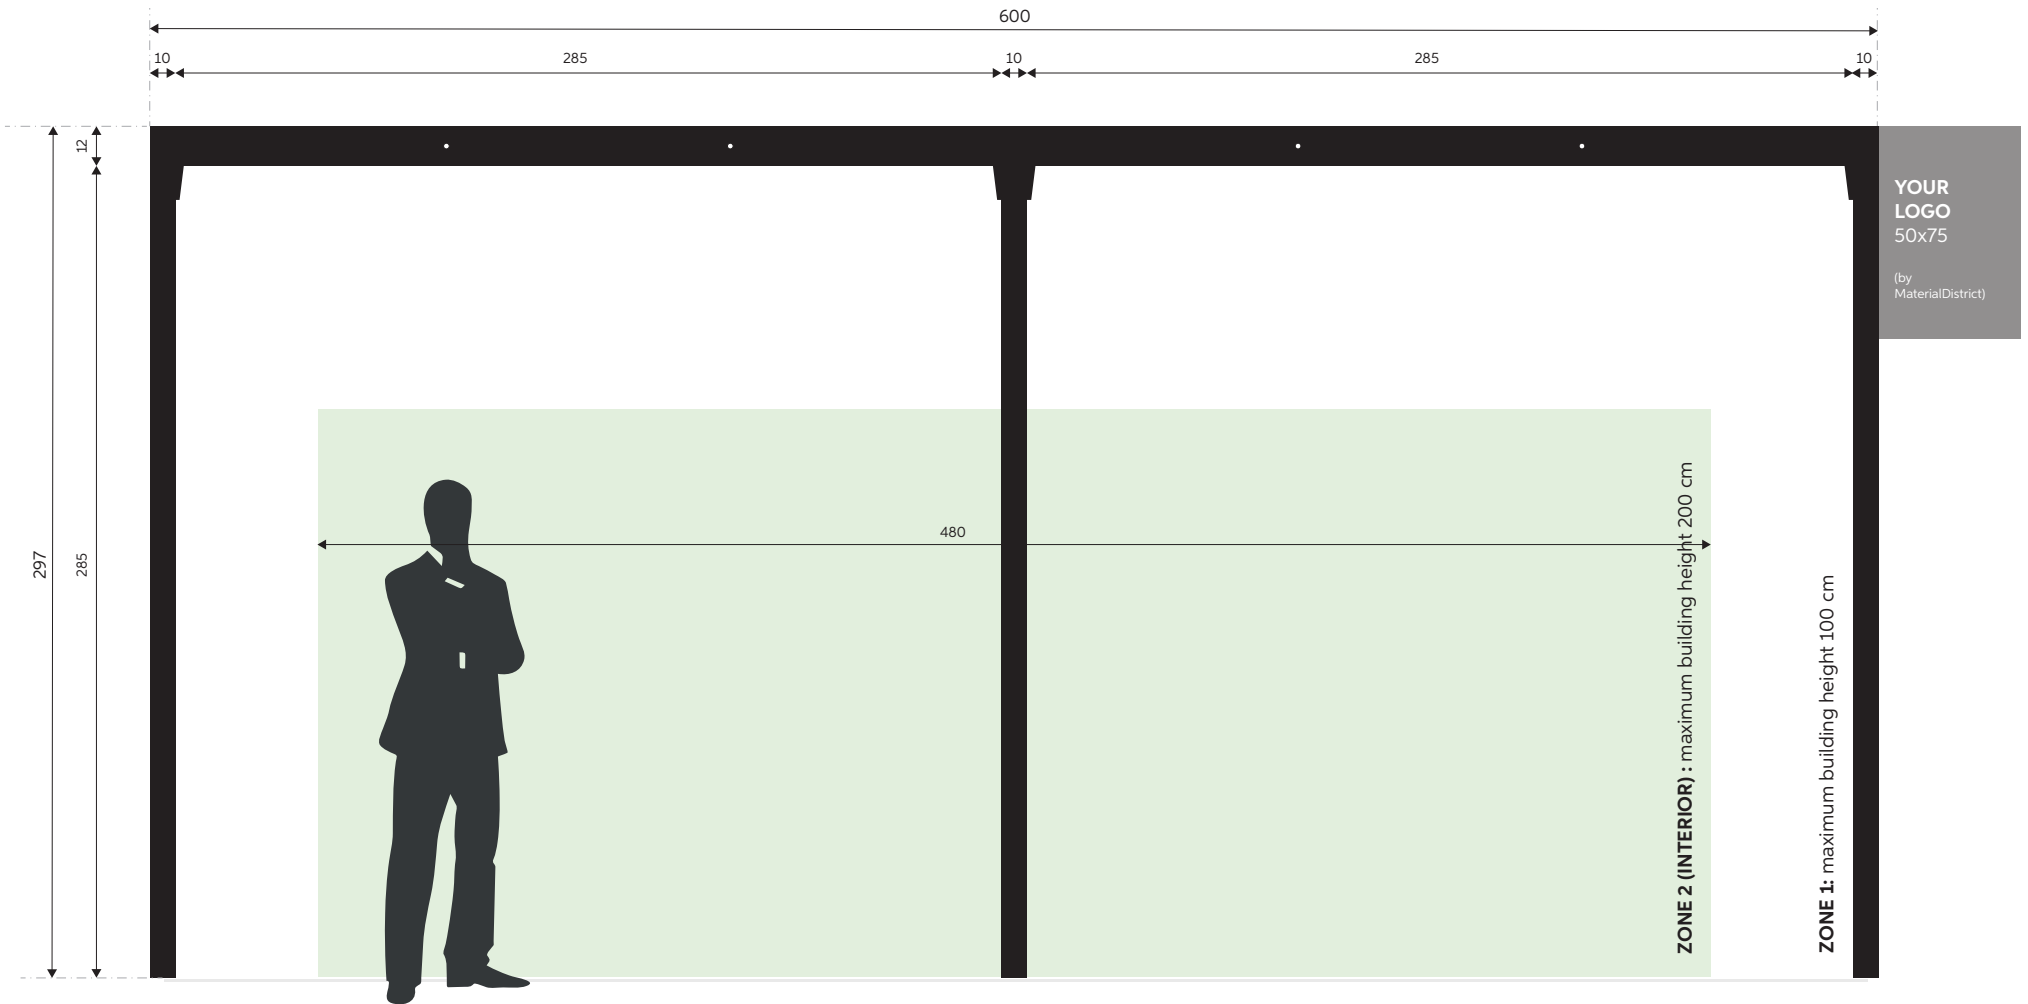 600
10
285
10
285
10
12
297
285
YOUR
LOGO
50x75
(by
MaterialDistrict)
480
ZONE 2 (INTERIOR) : maximum building height 200 cm
ZONE 1: maximum building height 100 cm